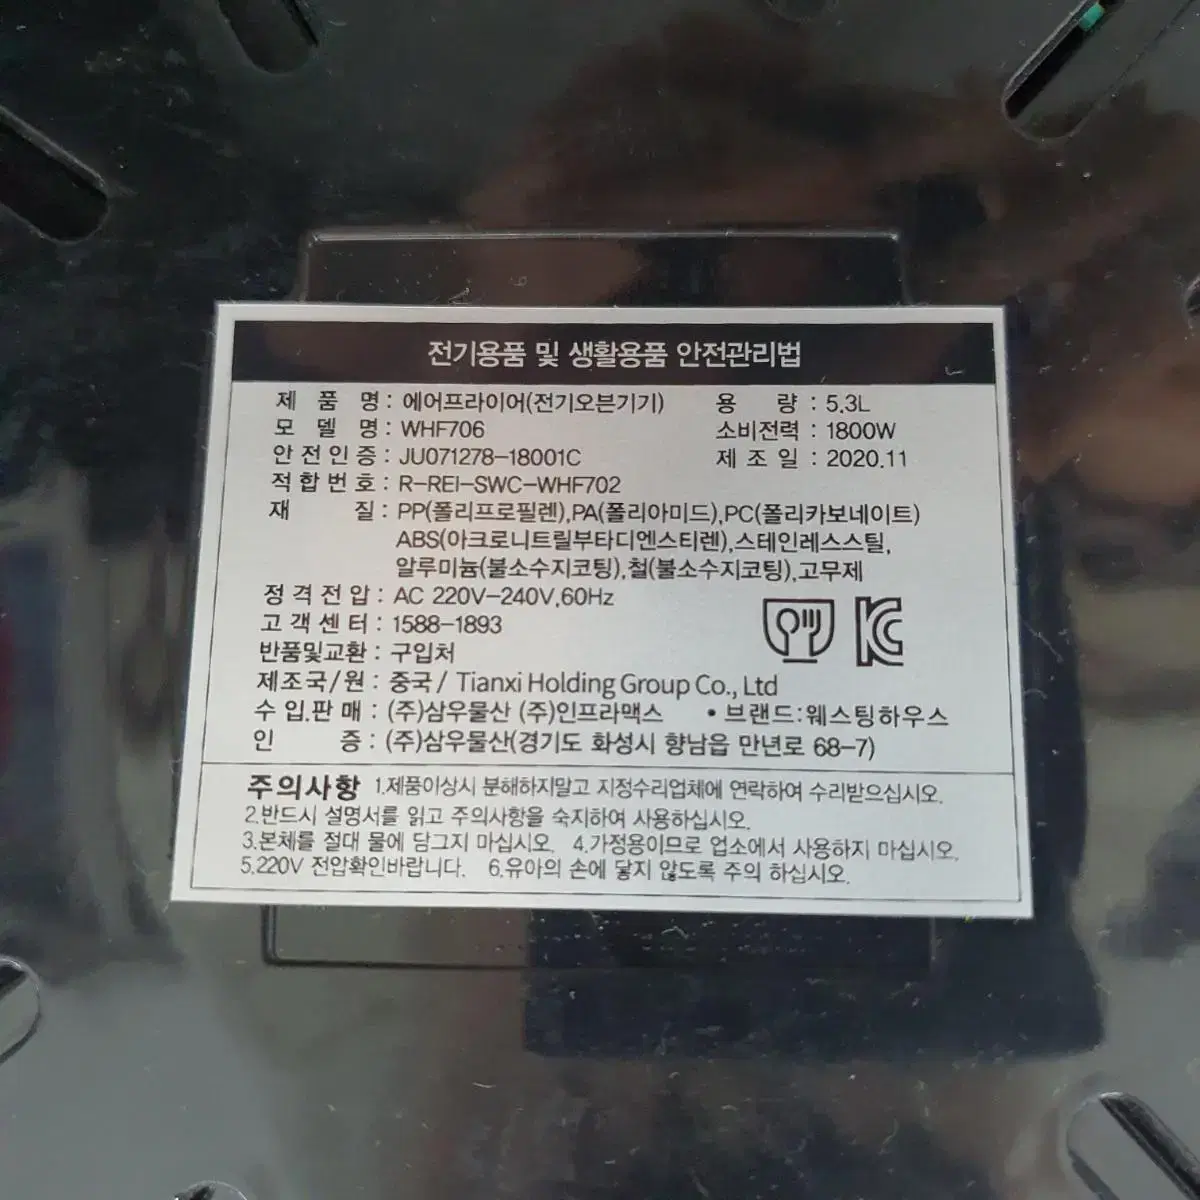 전기용품 및 생활용품 안전관리법
제 품 명 : 에어프라이어(전기오븐기기) 용 량 : 5.3L
모 델 명 : WHF706 소비전력 : 1800W
안전인증 : JU071278-18001C 제 조 일 : 2020.11
적합번호 : R-REI-SWC-WHF702
재 질 : PP(폴리프로필렌),PA(폴리아미드),PC(폴리카보네이트)
ABS(아크로니트릴부타디엔스티렌),스테인레스스틸,
알루미늄(불소수지코팅),철(불소수지코팅),고무제
정격전압 : AC 220V-240V,60Hz
고객센터 : 1588-1893
반품및교환 : 구입처
제조국/원 : 중국/ Tianxi Holding Group Co., Ltd
수입.판매 : (주)삼우물산 (주)인프라맥스 • 브랜드:웨스팅하우스
인 증 : (주)삼우물산(경기도 화성시 향남읍 만년로 68-7)
주의사항 1.제품이상시 분해하지말고 지정수리업체에 연락하여 수리받으십시오.
2.반드시 설명서를 읽고 주의사항을 숙지하여 사용하십시오.
3.본체를 절대 물에 담그지 마십시오. 4.가정용이므로 업소에서 사용하지 마십시오.
5.220V 전압확인바랍니다. 6.유아의 손에 닿지 않도록 주의 하십시오.